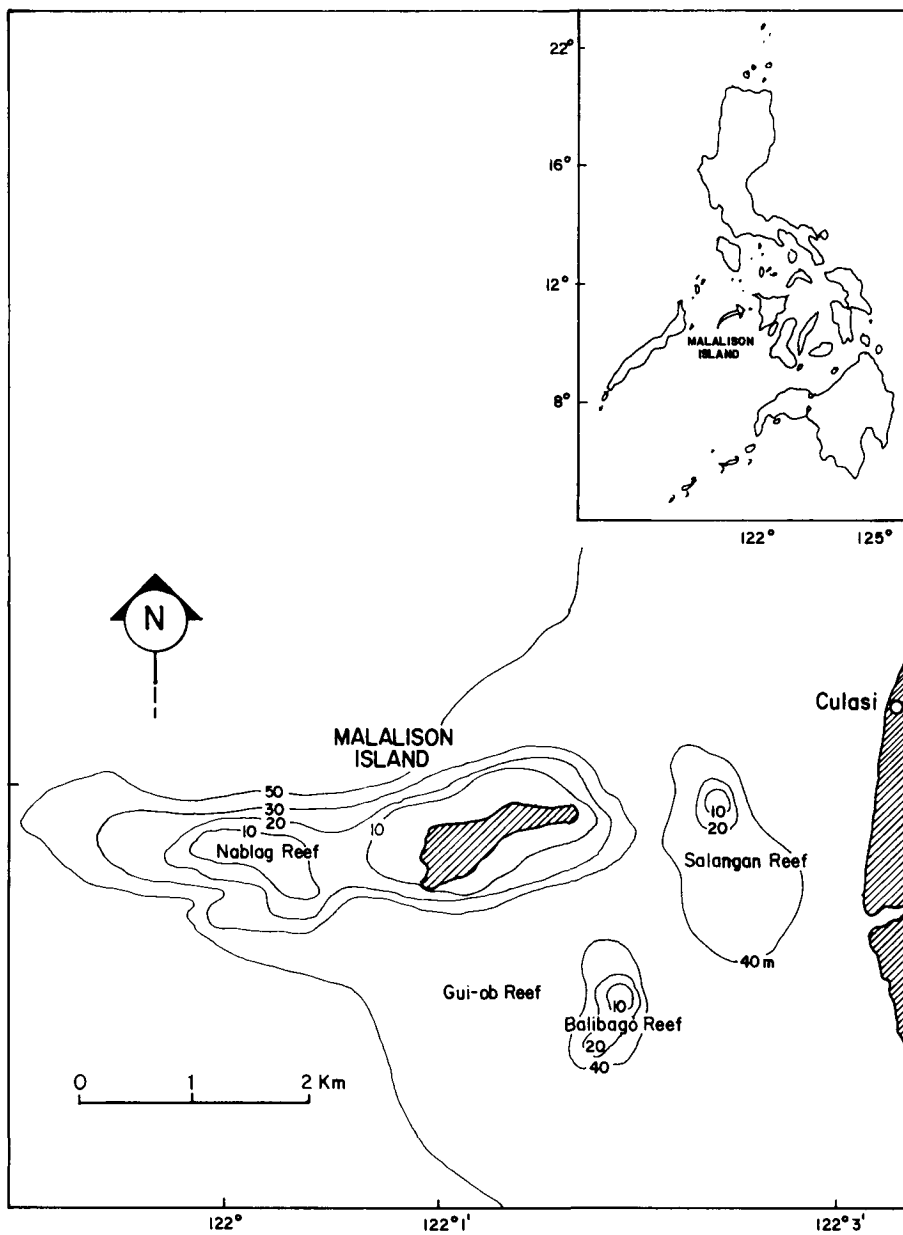 22°
16°
12°
8°
MALALISON
ISLAND
122° 125°
N
Culasi
MALALISON
ISLAND
50
30
20
10
Nablag Reef
10
10
20
Salangan Reef
40 m
Gui-ob Reef
10
Balibago Reef
20
40
0 1 2 Km
122° 122° 1' 122° 3'